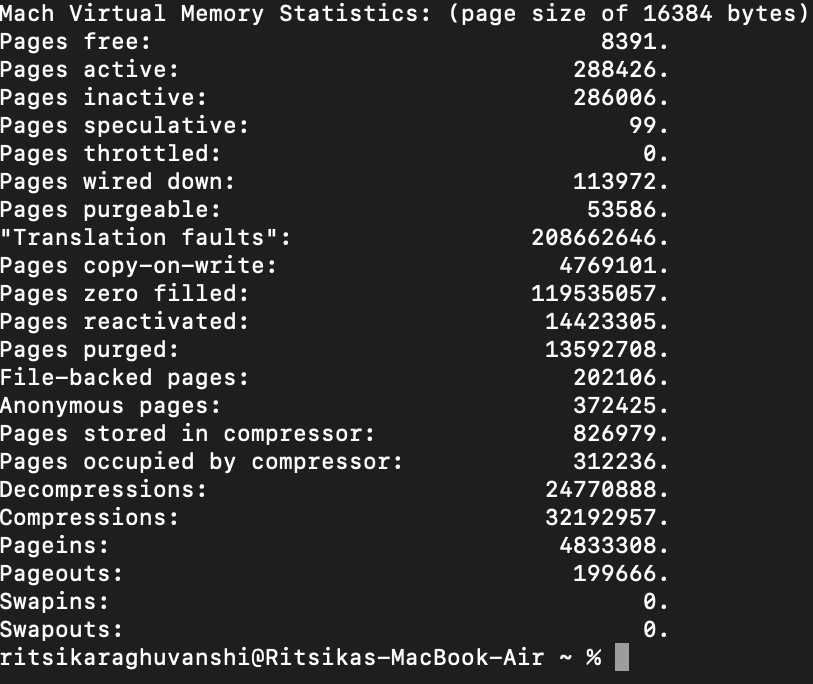 Mach Virtual Memory Statistics: (page size of 16384 bytes)
Pages free: 8391.
Pages active: 288426.
Pages inactive: 286006.
Pages speculative: 99.
Pages throttled: 0.
Pages wired down: 113972.
Pages purgeable: 53586.
"Translation faults": 208662646.
Pages copy-on-write: 4769101.
Pages zero filled: 119535057.
Pages reactivated: 14423305.
Pages purged: 13592708.
File-backed pages: 202106.
Anonymous pages: 372425.
Pages stored in compressor: 826979.
Pages occupied by compressor: 312236.
Decompressions: 24770888.
Compressions: 32192957.
Pageins: 4833308.
Pageouts: 199666.
Swapins: 0.
Swapouts: 0.
ritsikaraghuvanshi@Ritsikas-MacBook-Air ~ %